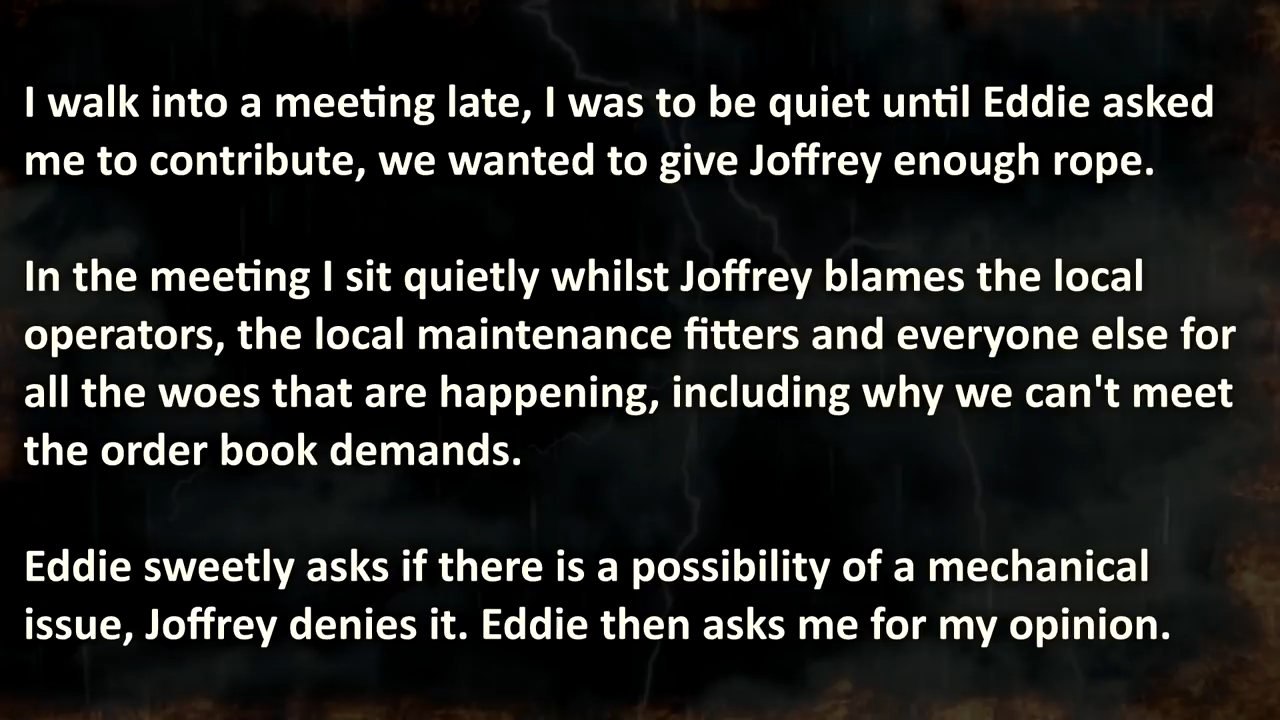 I walk into a meeting late, I was to be quiet until Eddie asked
me to contribute, we wanted to give Joffrey enough rope.
In the meeting I sit quietly whilst Joffrey blames the local
operators, the local maintenance fitters and everyone else for
all the woes that are happening, including why we can't meet
the order book demands.
Eddie sweetly asks if there is a possibility of a mechanical
issue, Joffrey denies it. Eddie then asks me for my opinion.